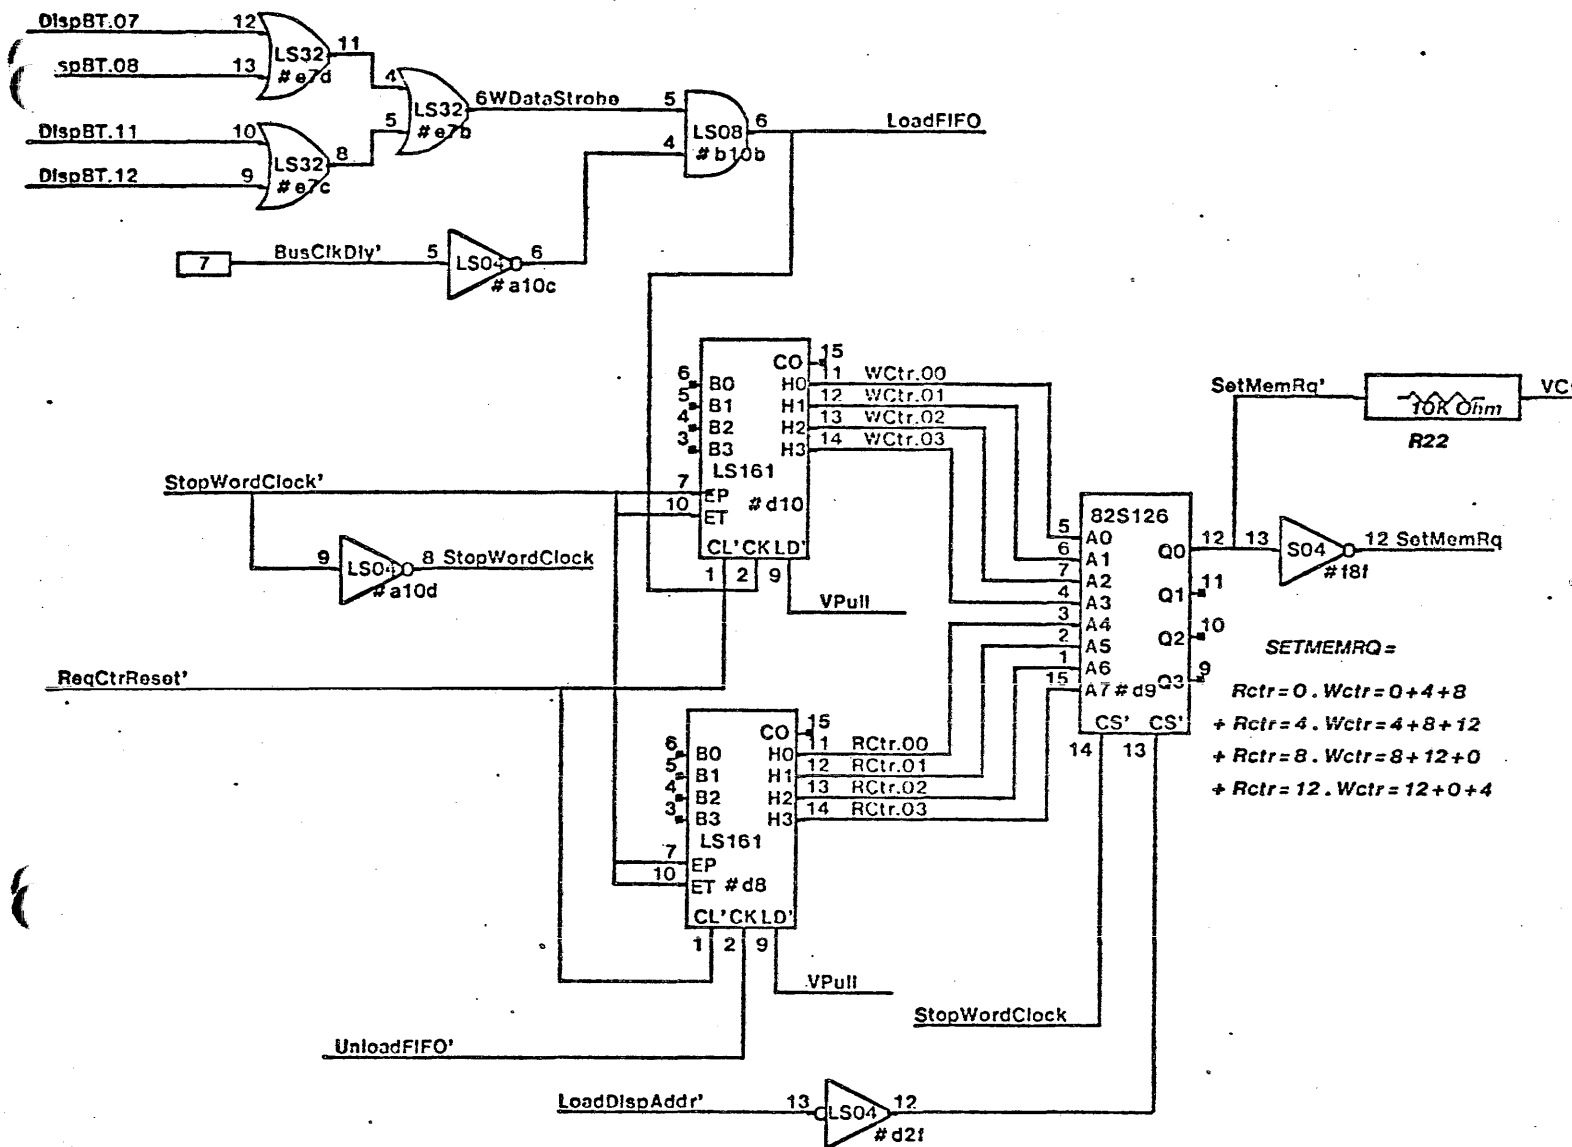 DispBT.07 12
LS32 11
spBT.08 13
#e7d
4
LS32 6WDataStrobe 5
5 #e7b
DispBT.11 10
LS32 8
DispBT.12 9
#e7c
LS08 6 LoadFIFO
4 #b10b
7 BusClkDly' 5 LS04 6
#a10c
CO 15
6 B0 H0 11 WCtr.00
5 B1 H1 12 WCtr.01
4 B2 H2 13 WCtr.02
3 B3 H3 14 WCtr.03
LS161
StopWordClock' 7 EP
#d10
10 ET
CL' CK LD'
1 2 9
9 LS04 8 StopWordClock
#a10d
VPull
SetMemRq' 10K Ohm
R22
82S126
5 A0 Q0 12 13 S04 12 SetMemRq
#f8f
6 A1
7 A2 Q1 11
4 A3
3 A4 Q2 10
2 A5
1 A6 Q3 9
15 A7 #d9
CS' CS'
14 13
SETMEMRQ =
Rctr = 0 . Wctr = 0+4+8
+ Rctr = 4 . Wctr = 4+8+12
+ Rctr = 8 . Wctr = 8+12+0
+ Rctr = 12 . Wctr = 12+0+4
ReqCtrReset'
CO 15
6 B0 H0 11 RCtr.00
5 B1 H1 12 RCtr.01
4 B2 H2 13 RCtr.02
3 B3 H3 14 RCtr.03
LS161
7 EP
10 ET #d8
CL' CK LD'
1 2 9
VPull
StopWordClock
UnloadFIFO'
LoadDispAddr' 13 LS04 12
#d2f